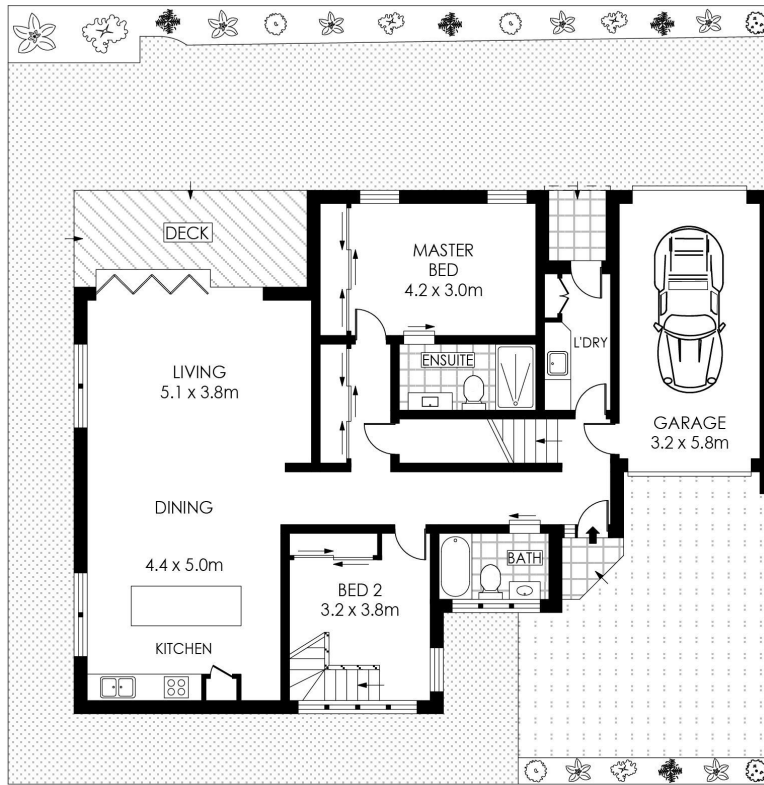 DECK
MASTER
BED
4.2 x 3.0m
LIVING
5.1 x 3.8m
ENSUITE
L'DRY
GARAGE
3.2 x 5.8m
DINING
4.4 x 5.0m
BATH
BED 2
3.2 x 3.8m
KITCHEN